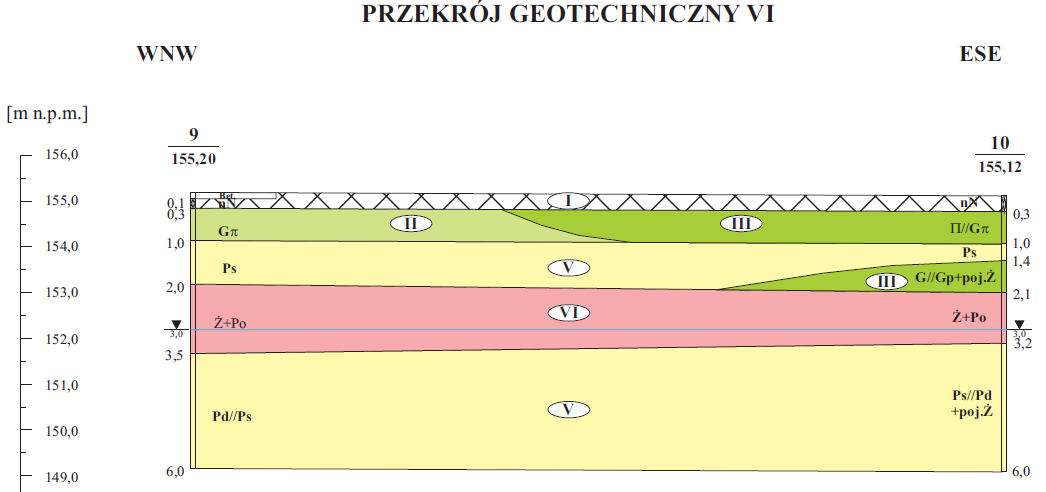 PRZEKRÓJ GEOTECHNICZNY VI
WNW ESE
[m n.p.m.]
9
155,20
10
155,12
156,0
155,0
154,0
153,0
152,0
151,0
150,0
149,0
Bet.
0,1 nN I nN
0,3 0,3
Gπ II III Π//Gπ
1,0 1,0
Ps V Ps
1,4
III G//Gp+poj.Ż
2,0 2,1
Ż+Po VI Ż+Po
3,0 3,0
3,5 3,2
Pd//Ps V Ps//Pd
+poj.Ż
6,0 6,0